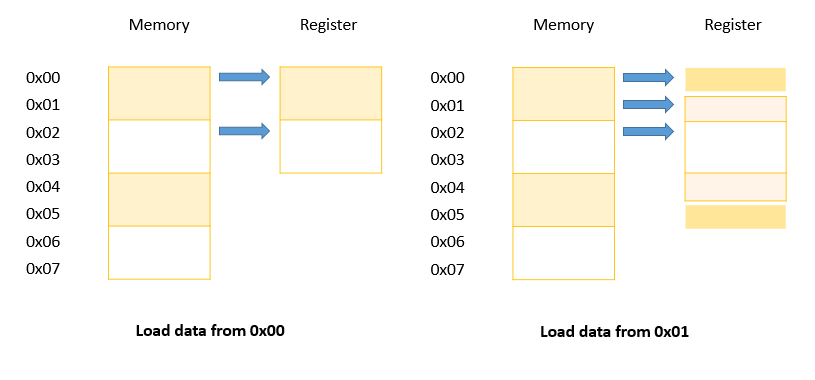 Memory Register
0x00
0x01
0x02
0x03
0x04
0x05
0x06
0x07
Load data from 0x00
Memory Register
0x00
0x01
0x02
0x03
0x04
0x05
0x06
0x07
Load data from 0x01